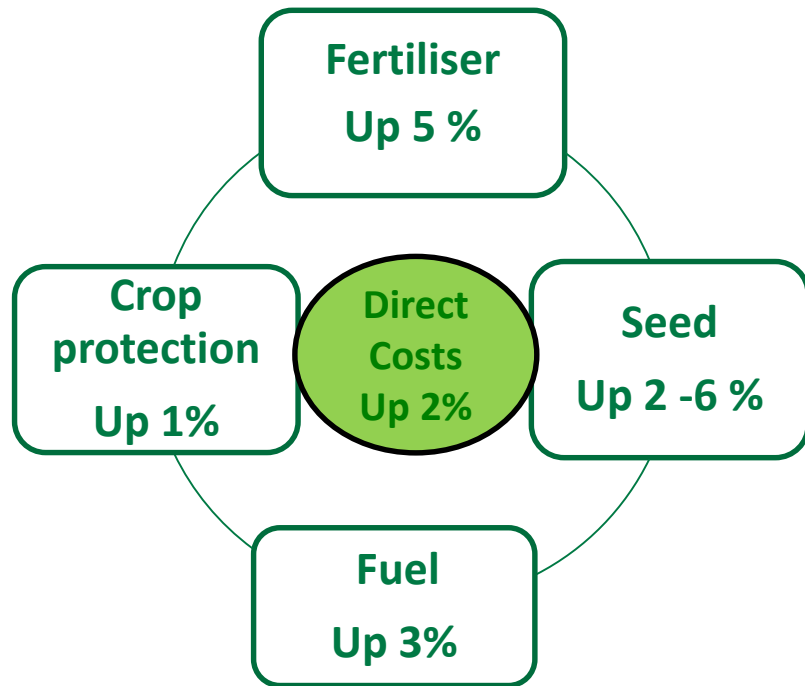 Fertiliser
Up 5 %
Crop
protection
Up 1%
Direct
Costs
Up 2%
Seed
Up 2 -6 %
Fuel
Up 3%